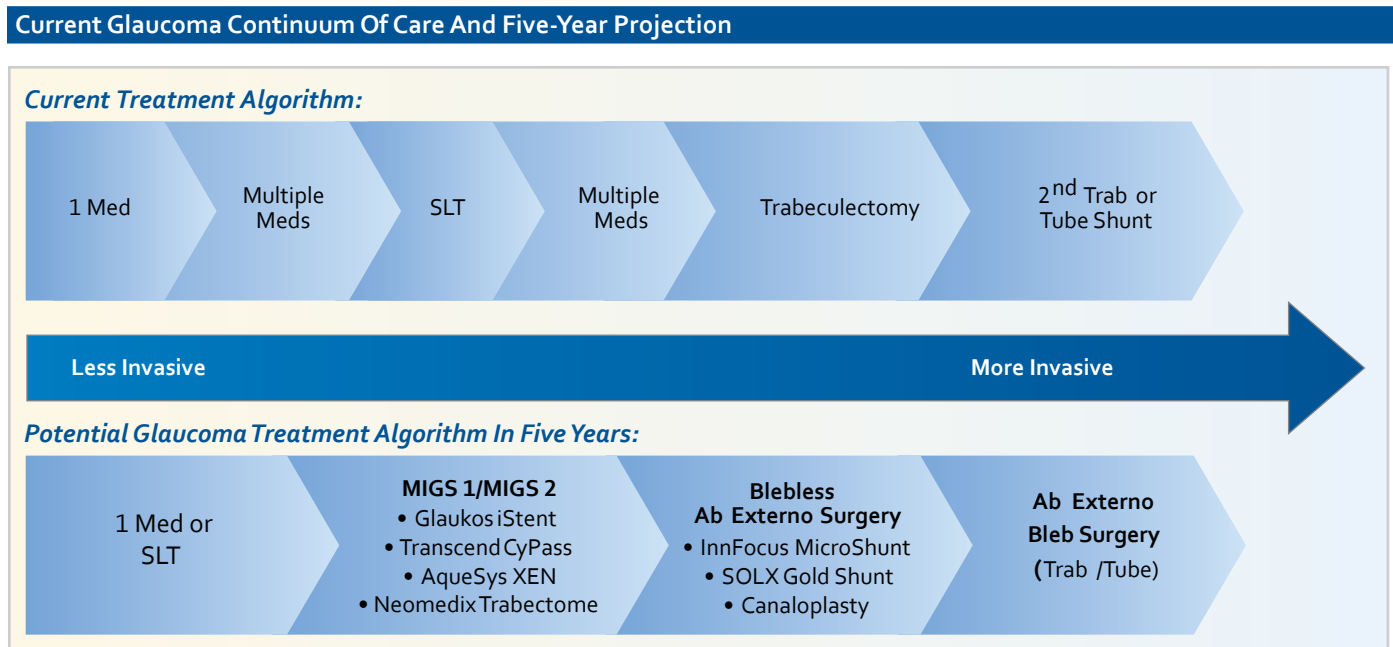 Current Glaucoma Continuum Of Care And Five-Year Projection
Current Treatment Algorithm:
1 Med
Multiple
Meds
SLT
Multiple
Meds
Trabeculectomy
2nd Trab or
Tube Shunt
Less Invasive
More Invasive
Potential Glaucoma Treatment Algorithm In Five Years:
1 Med or
SLT
MIGS 1/MIGS 2
• Glaukos iStent
• Transcend CyPass
• AqueSys XEN
• Neomedix Trabectome
Blebless
Ab Externo Surgery
• InnFocus MicroShunt
• SOLX Gold Shunt
• Canaloplasty
Ab Externo
Bleb Surgery
(Trab /Tube)